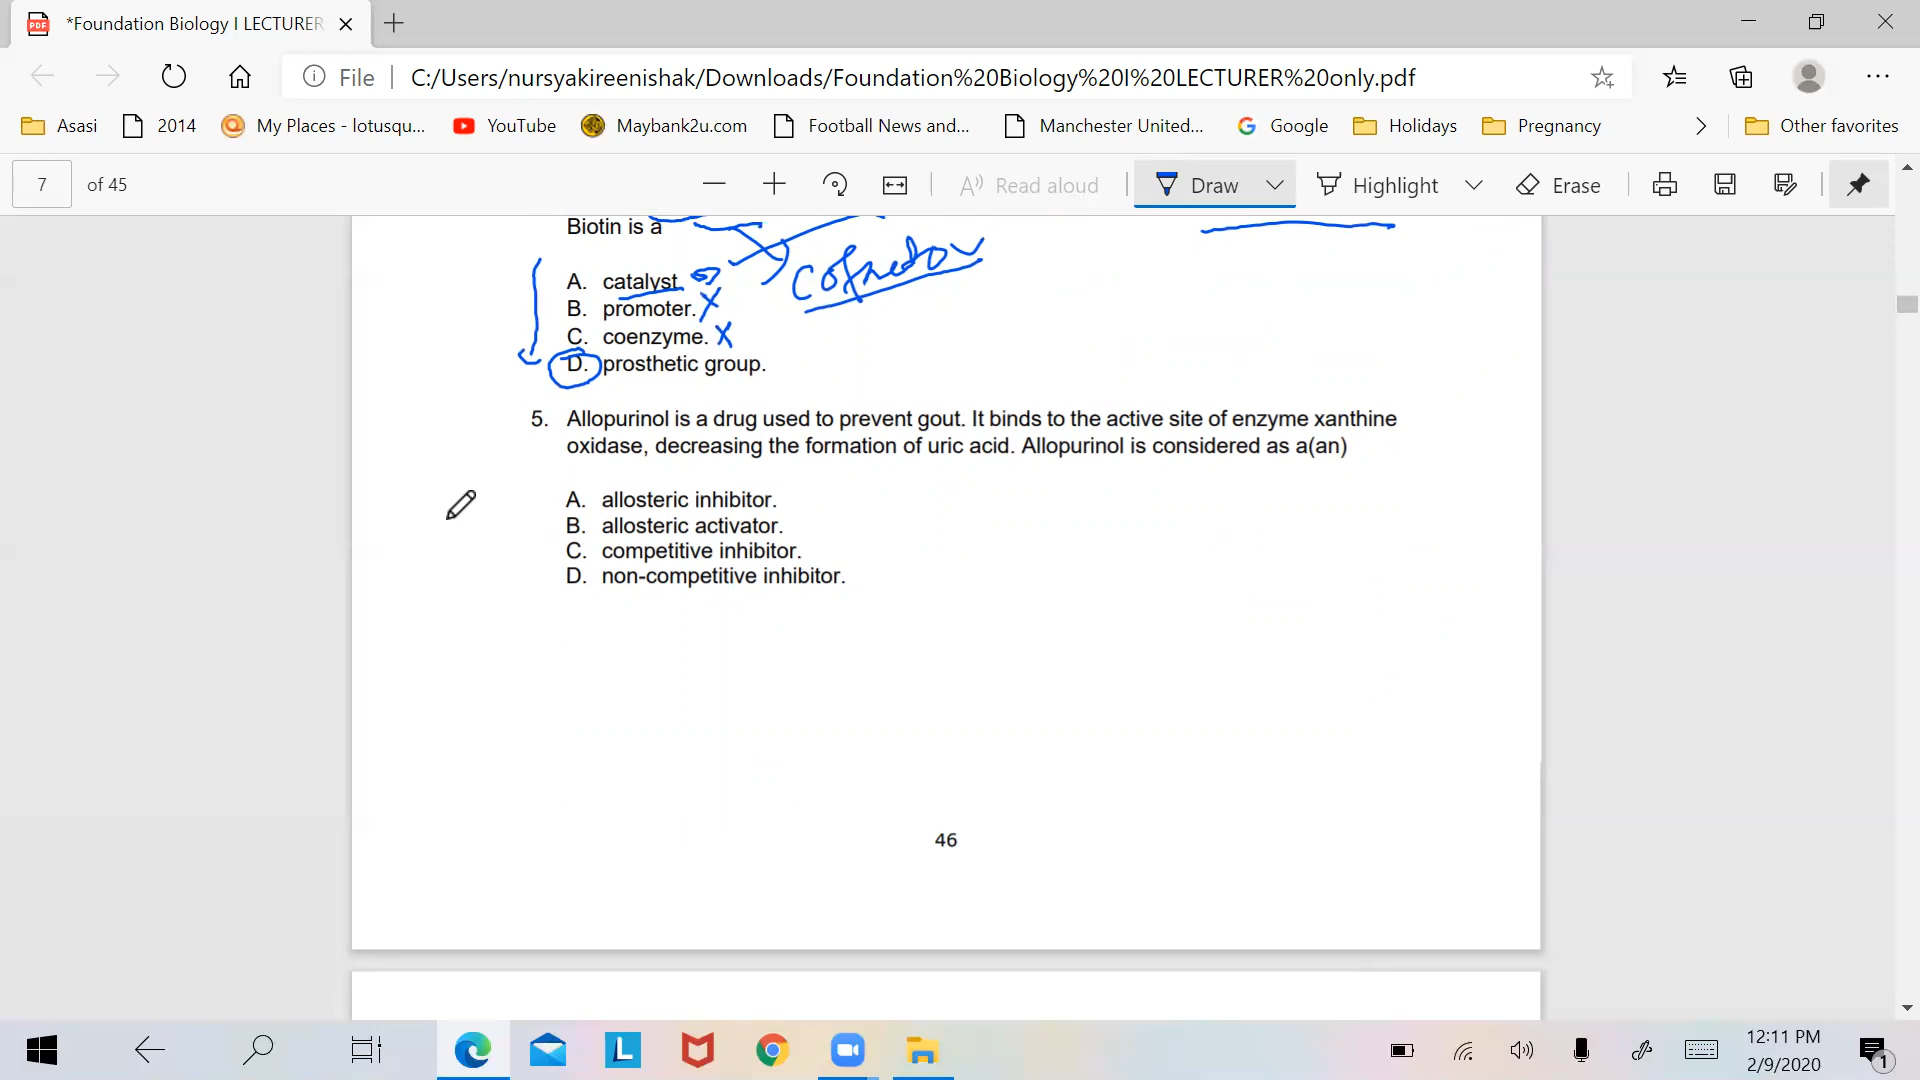 *Foundation Biology I LECTURER
File
C:/Users/nursyakireenishak/Downloads/Foundation%20Biology%20I%20LECTURER%20only.pdf
Asasi
2014
My Places - lotusqu...
YouTube
Maybank2u.com
Football News and...
Manchester United...
Google
Holidays
Pregnancy
Other favorites
7 of 45
Read aloud
Draw
Highlight
Erase
Biotin is a
Cofactor
A. catalyst.
B. promoter. X
C. coenzyme. X
D. prosthetic group.
5. Allopurinol is a drug used to prevent gout. It binds to the active site of enzyme xanthine
oxidase, decreasing the formation of uric acid. Allopurinol is considered as a(an)
A. allosteric inhibitor.
B. allosteric activator.
C. competitive inhibitor.
D. non-competitive inhibitor.
46
12:11 PM
2/9/2020
1